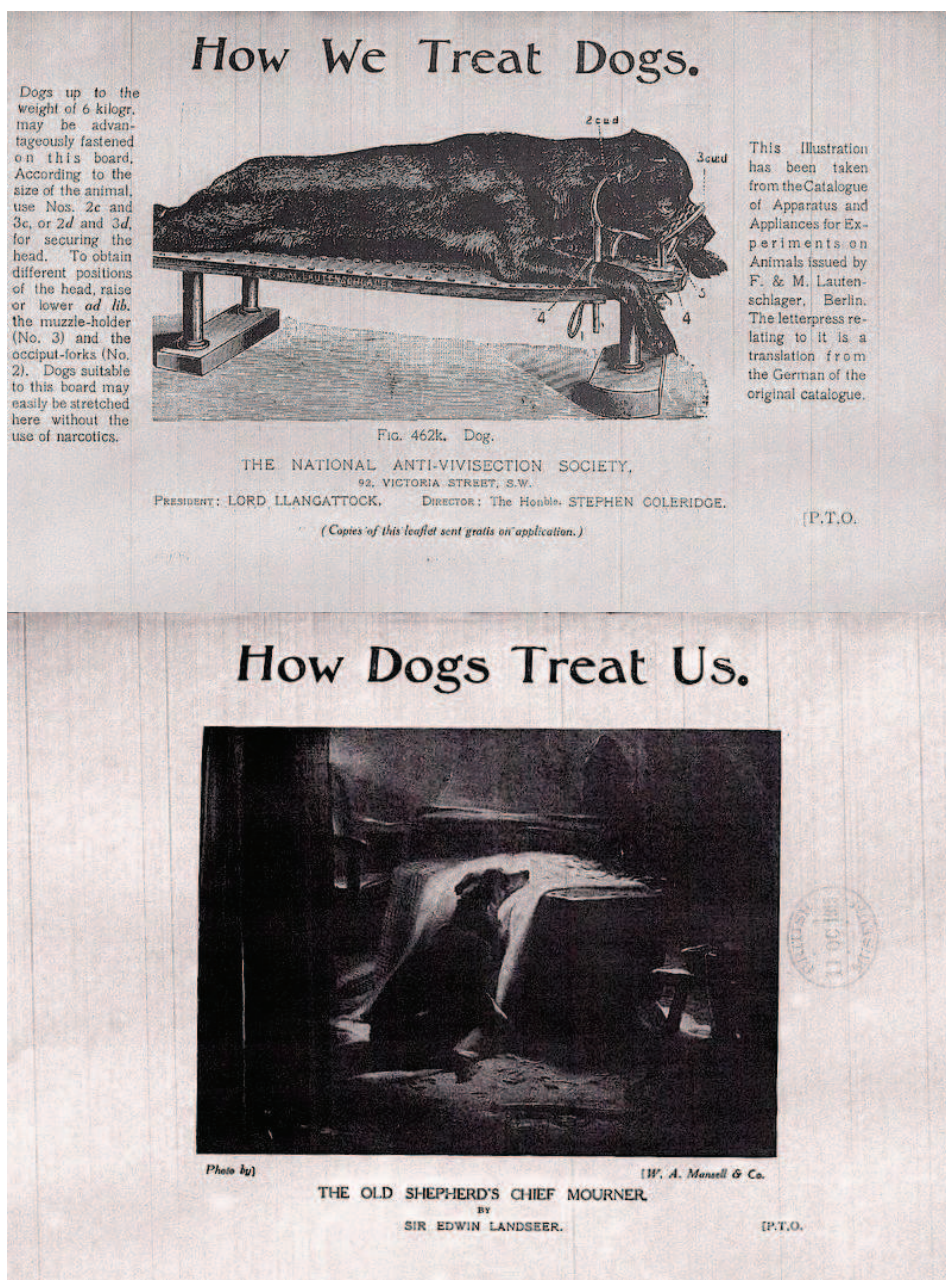 How We Treat Dogs.
Dogs up to the
weight of 6 kilogr.
may be advan-
tageously fastened
on this board.
According to the
size of the animal,
use Nos. 2c and
3c, or 2d and 3d,
for securing the
head. To obtain
different positions
of the head, raise
or lower ad lib.
the muzzle-holder
(No. 3) and the
occiput-forks (No.
2). Dogs suitable
to this board may
easily be stretched
here without the
use of narcotics.
2cud
3cud
F. & M. LAUTENSCHLÄGER
4
1
5
4
This Illustration
has been taken
from the Catalogue
of Apparatus and
Appliances for Ex-
periments on
Animals issued by
F. & M. Lauten-
schlager, Berlin.
The letterpress re-
lating to it is a
translation from
the German of the
original catalogue.
FIG. 462k. Dog.
THE NATIONAL ANTI-VIVISECTION SOCIETY,
92, VICTORIA STREET, S.W.
PRESIDENT: LORD LLANGATTOCK. DIRECTOR: The Honble. STEPHEN COLERIDGE.
(Copies of this leaflet sent gratis on application.)
[P.T.O.
How Dogs Treat Us.
BRITISH
MUSEUM
Photo by]
[W. A. Mansell & Co.
THE OLD SHEPHERD'S CHIEF MOURNER
BY
SIR EDWIN LANDSEER.
[P.T.O.